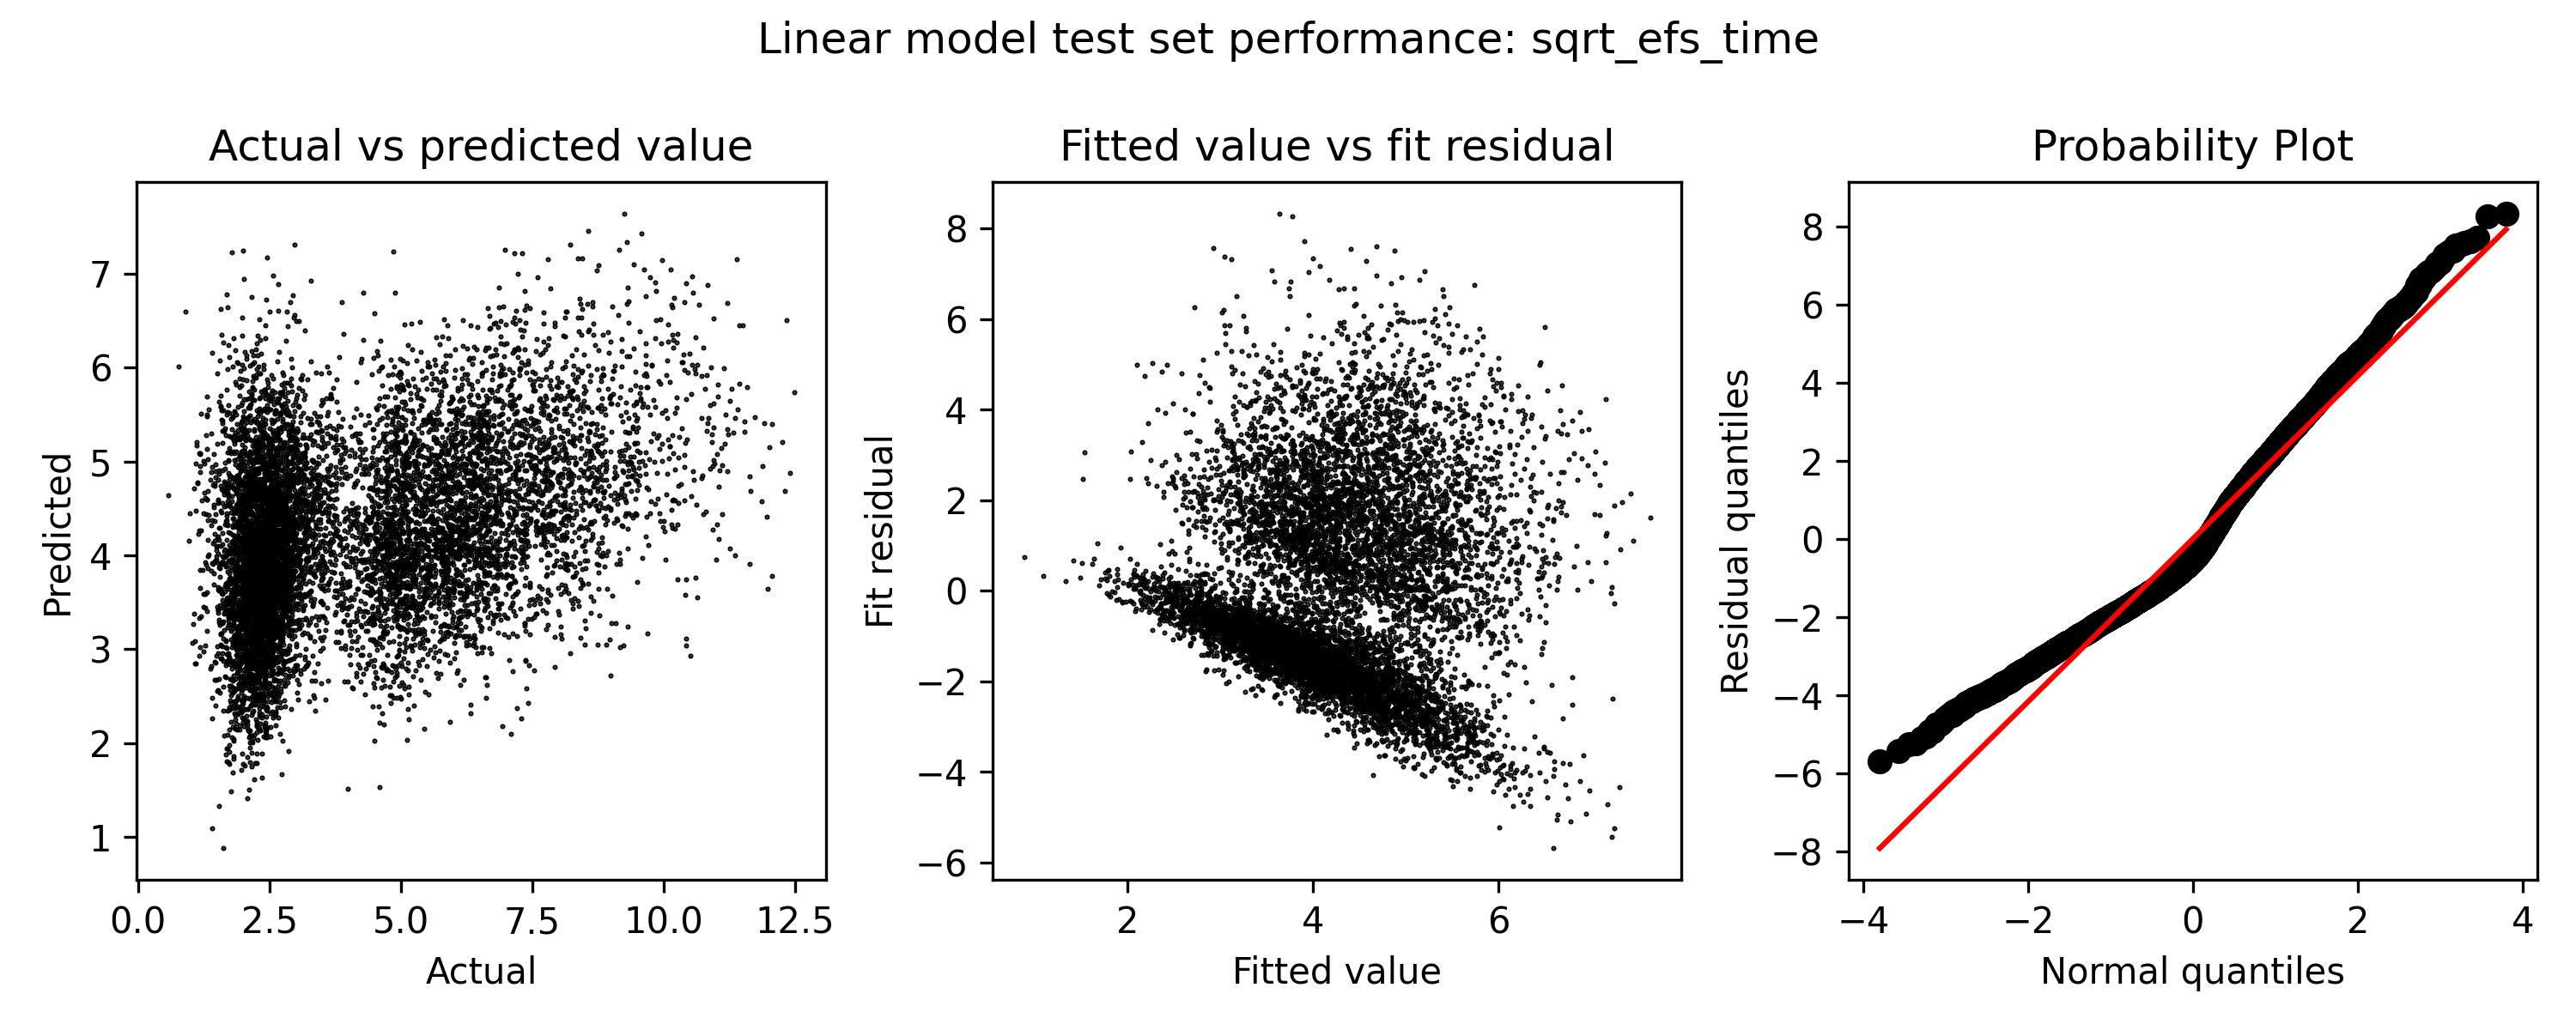 Linear model test set performance: sqrt_efs_time
Actual vs predicted value
Predicted
7
6
5
4
3
2
1
0.0 2.5 5.0 7.5 10.0 12.5
Actual
Fitted value vs fit residual
Fit residual
8
6
4
2
0
−2
−4
−6
2 4 6
Fitted value
Probability Plot
Residual quantiles
8
6
4
2
0
−2
−4
−6
−8
−4 −2 0 2 4
Normal quantiles